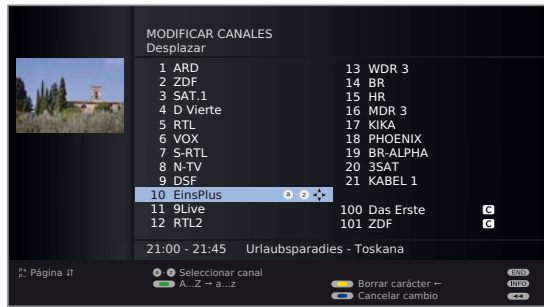 MODIFICAR CANALES
Desplazar
1 ARD
2 ZDF
3 SAT.1
4 D Vierte
5 RTL
6 VOX
7 S-RTL
8 N-TV
9 DSF
10 EinsPlus a z
11 9Live
12 RTL2
13 WDR 3
14 BR
15 HR
16 MDR 3
17 KIKA
18 PHOENIX
19 BR-ALPHA
20 3SAT
21 KABEL 1
100 Das Erste C
101 ZDF C
21:00 - 21:45 Urlaubsparadies - Toskana
P+ P- Página ↓↑
Seleccionar canal
A...Z → a...z
Borrar carácter ←
Cancelar cambio
END
INFO